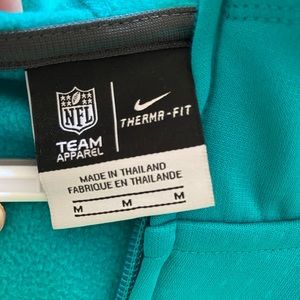 NFL
TEAM
APPAREL
THERMA-FIT
MADE IN THAILAND
FABRIQUE EN THAILANDE
M M M